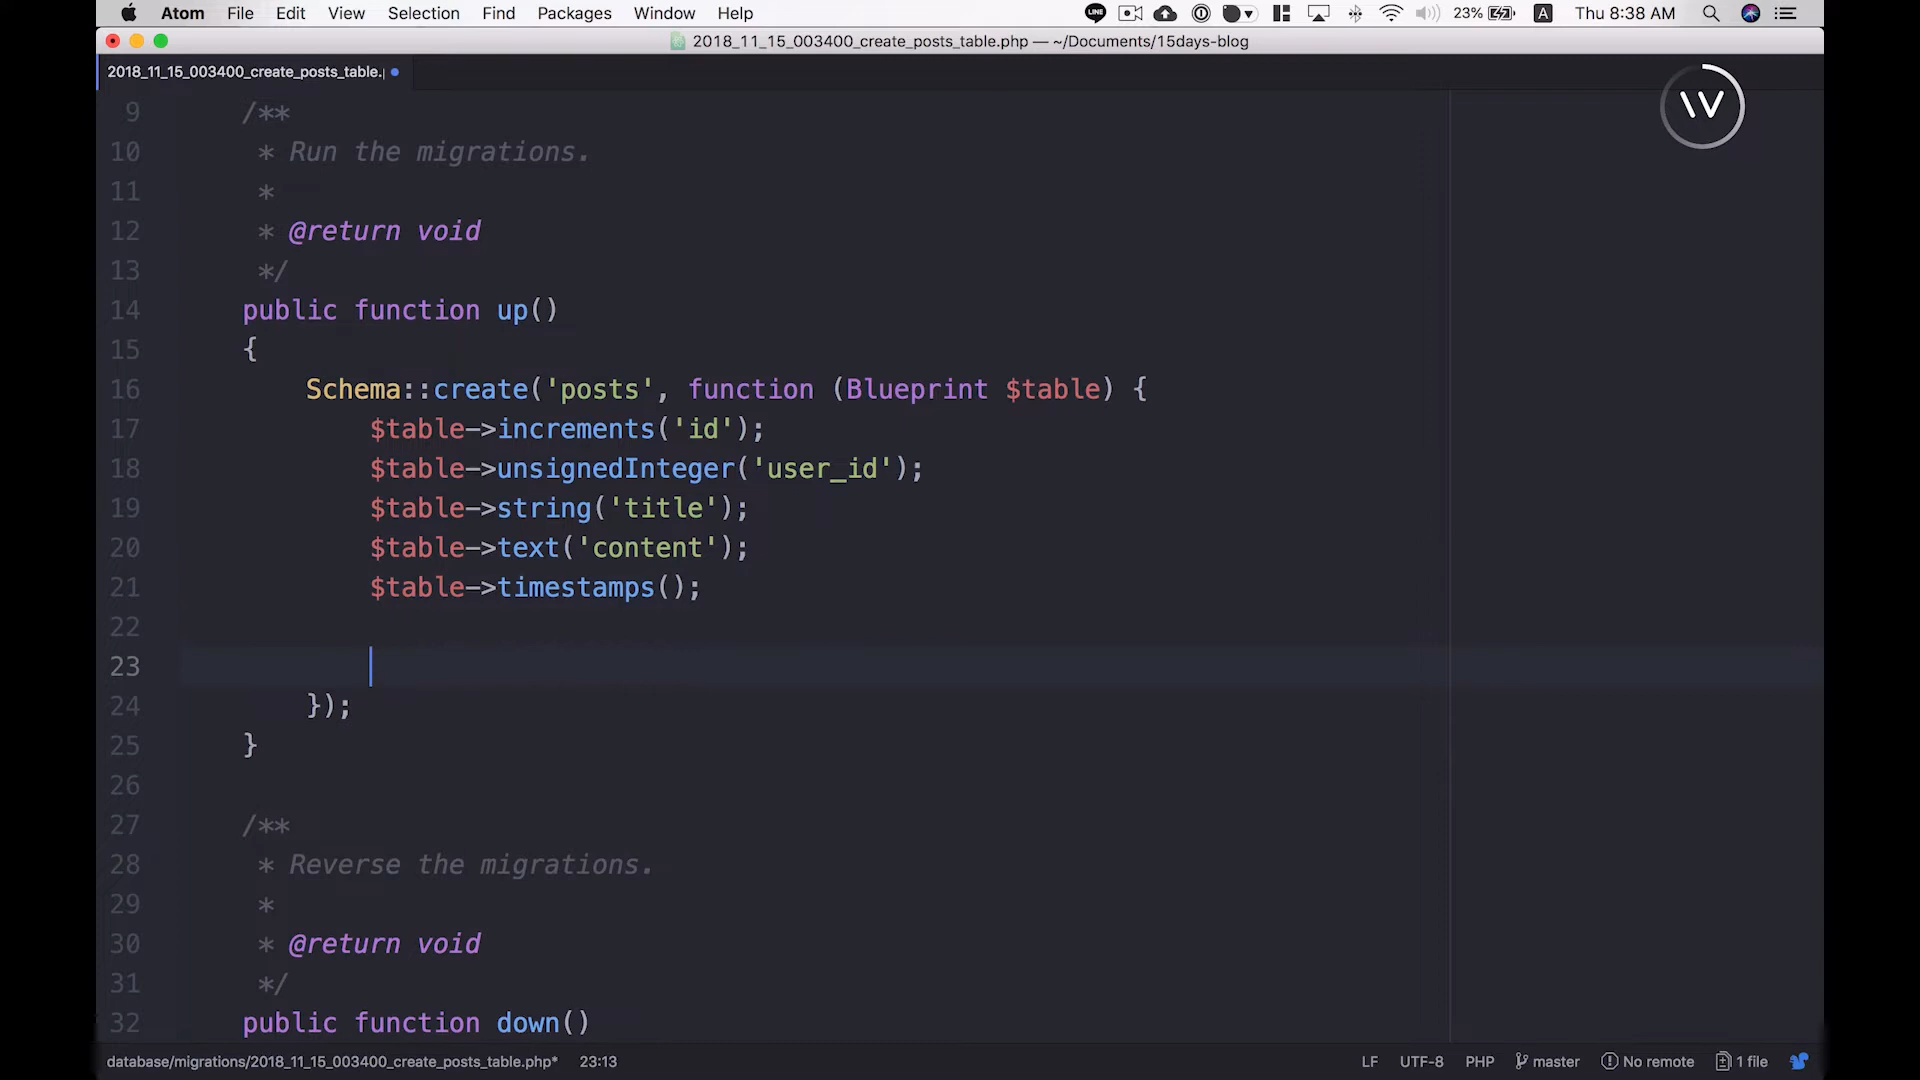 Atom File Edit View Selection Find Packages Window Help LINE 23% A Thu 8:38 AM
2018_11_15_003400_create_posts_table.php — ~/Documents/15days-blog
2018_11_15_003400_create_posts_table.p
W
9 /**
10 * Run the migrations.
11 *
12 * @return void
13 */
14 public function up()
15 {
16 Schema::create('posts', function (Blueprint $table) {
17 $table->increments('id');
18 $table->unsignedInteger('user_id');
19 $table->string('title');
20 $table->text('content');
21 $table->timestamps();
22
23
24 });
25 }
26
27 /**
28 * Reverse the migrations.
29 *
30 * @return void
31 */
32 public function down()
database/migrations/2018_11_15_003400_create_posts_table.php* 23:13 LF UTF-8 PHP master No remote 1 file